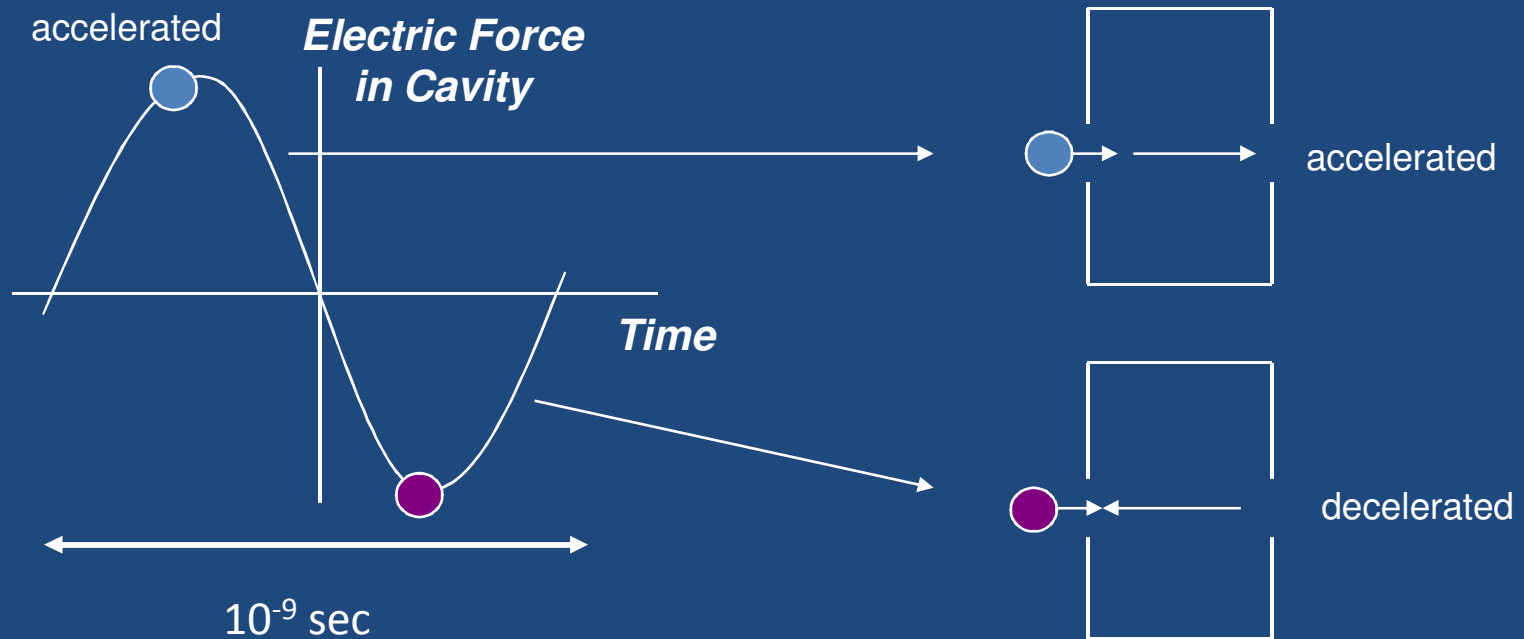 accelerated
Electric Force
in Cavity
accelerated
Time
decelerated
10⁻⁹ sec